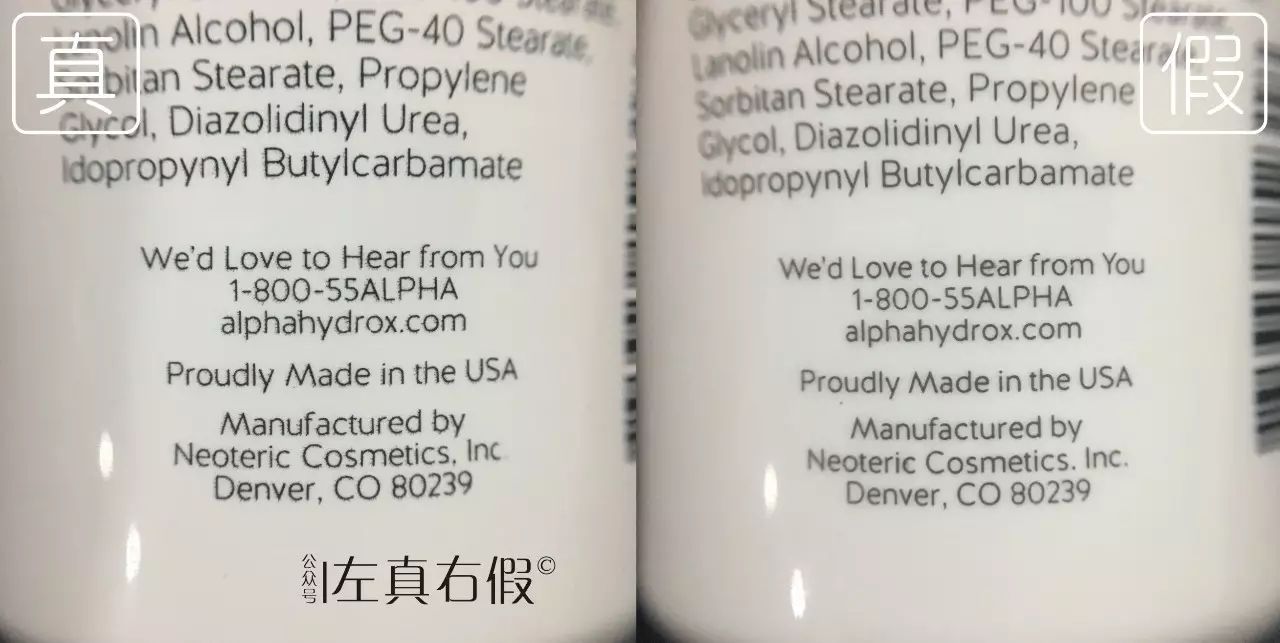 真
Lanolin Alcohol, PEG-40 Stearate,
Sorbitan Stearate, Propylene
Glycol, Diazolidinyl Urea,
Idopropynyl Butylcarbamate
We'd Love to Hear from You
1-800-55ALPHA
alphahydrox.com
Proudly Made in the USA
Manufactured by
Neoteric Cosmetics, Inc
Denver, CO 80239
公众号
左真右假©
假
Glyceryl Stearate, PEG-100 Stearate,
Lanolin Alcohol, PEG-40 Stearate
Sorbitan Stearate, Propylene
Glycol, Diazolidinyl Urea,
Idopropynyl Butylcarbamate
We'd Love to Hear from You
1-800-55ALPHA
alphahydrox.com
Proudly Made in the USA
Manufactured by
Neoteric Cosmetics. Inc.
Denver, CO 80239